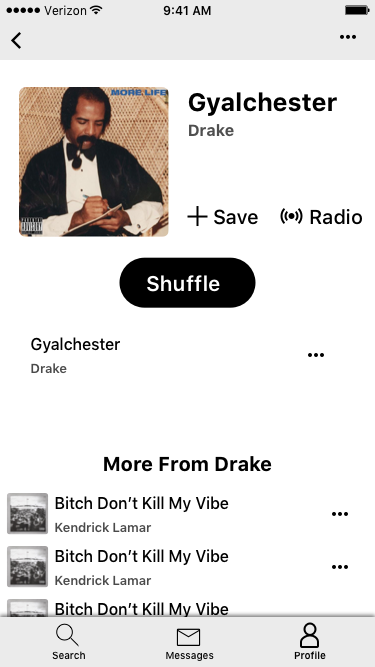 Verizon 9:41 AM
MORE LIFE
Gyalchester
Drake
Save Radio
Shuffle
Gyalchester
Drake
More From Drake
Bitch Don’t Kill My Vibe
Kendrick Lamar
Bitch Don’t Kill My Vibe
Kendrick Lamar
Bitch Don’t Kill My Vibe
Search Messages Profile